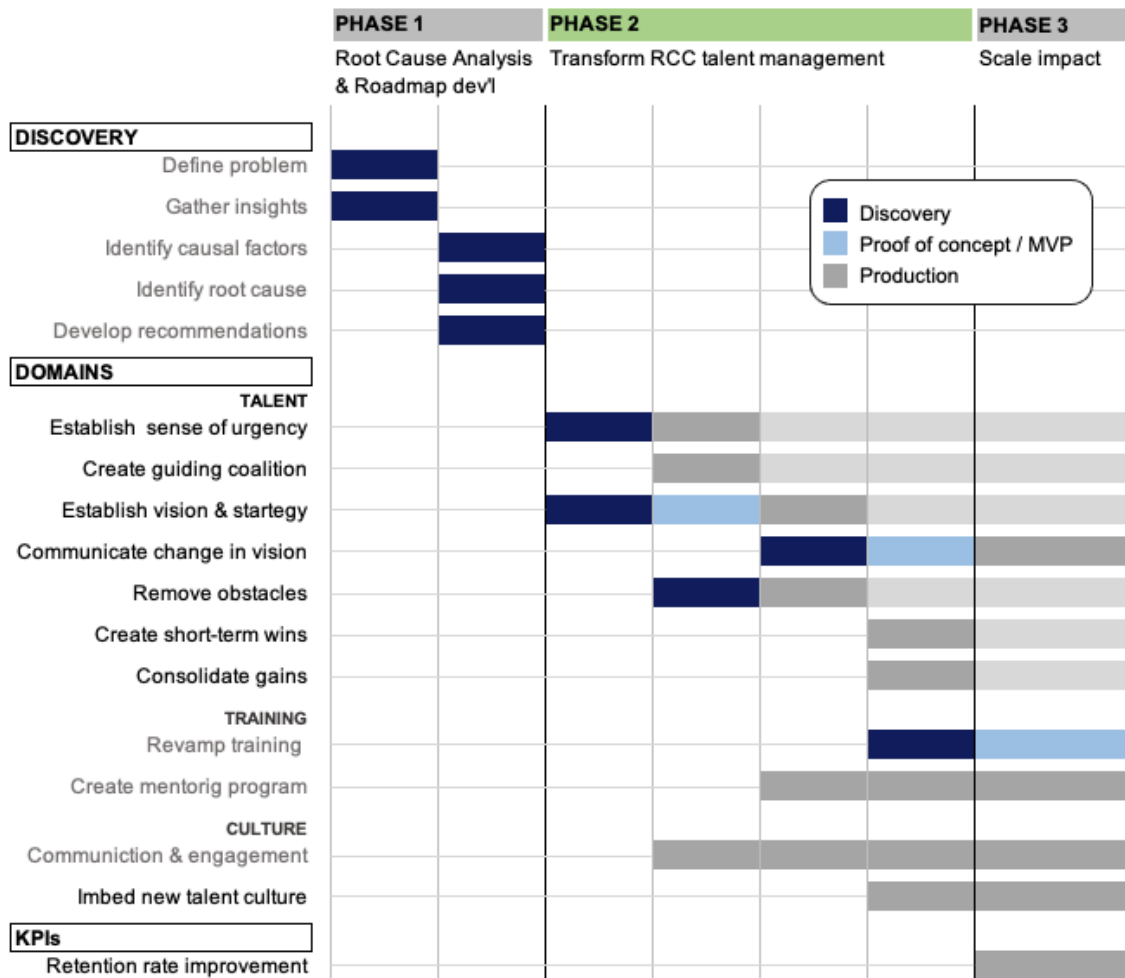 PHASE 1
PHASE 2
PHASE 3
Root Cause Analysis
& Roadmap dev'l
Transform RCC talent management
Scale impact
DISCOVERY
Define problem
Gather insights
Identify causal factors
Identify root cause
Develop recommendations
Discovery
Proof of concept / MVP
Production
DOMAINS
TALENT
Establish sense of urgency
Create guiding coalition
Establish vision & startegy
Communicate change in vision
Remove obstacles
Create short-term wins
Consolidate gains
TRAINING
Revamp training
Create mentorig program
CULTURE
Communiction & engagement
Imbed new talent culture
KPIs
Retention rate improvement